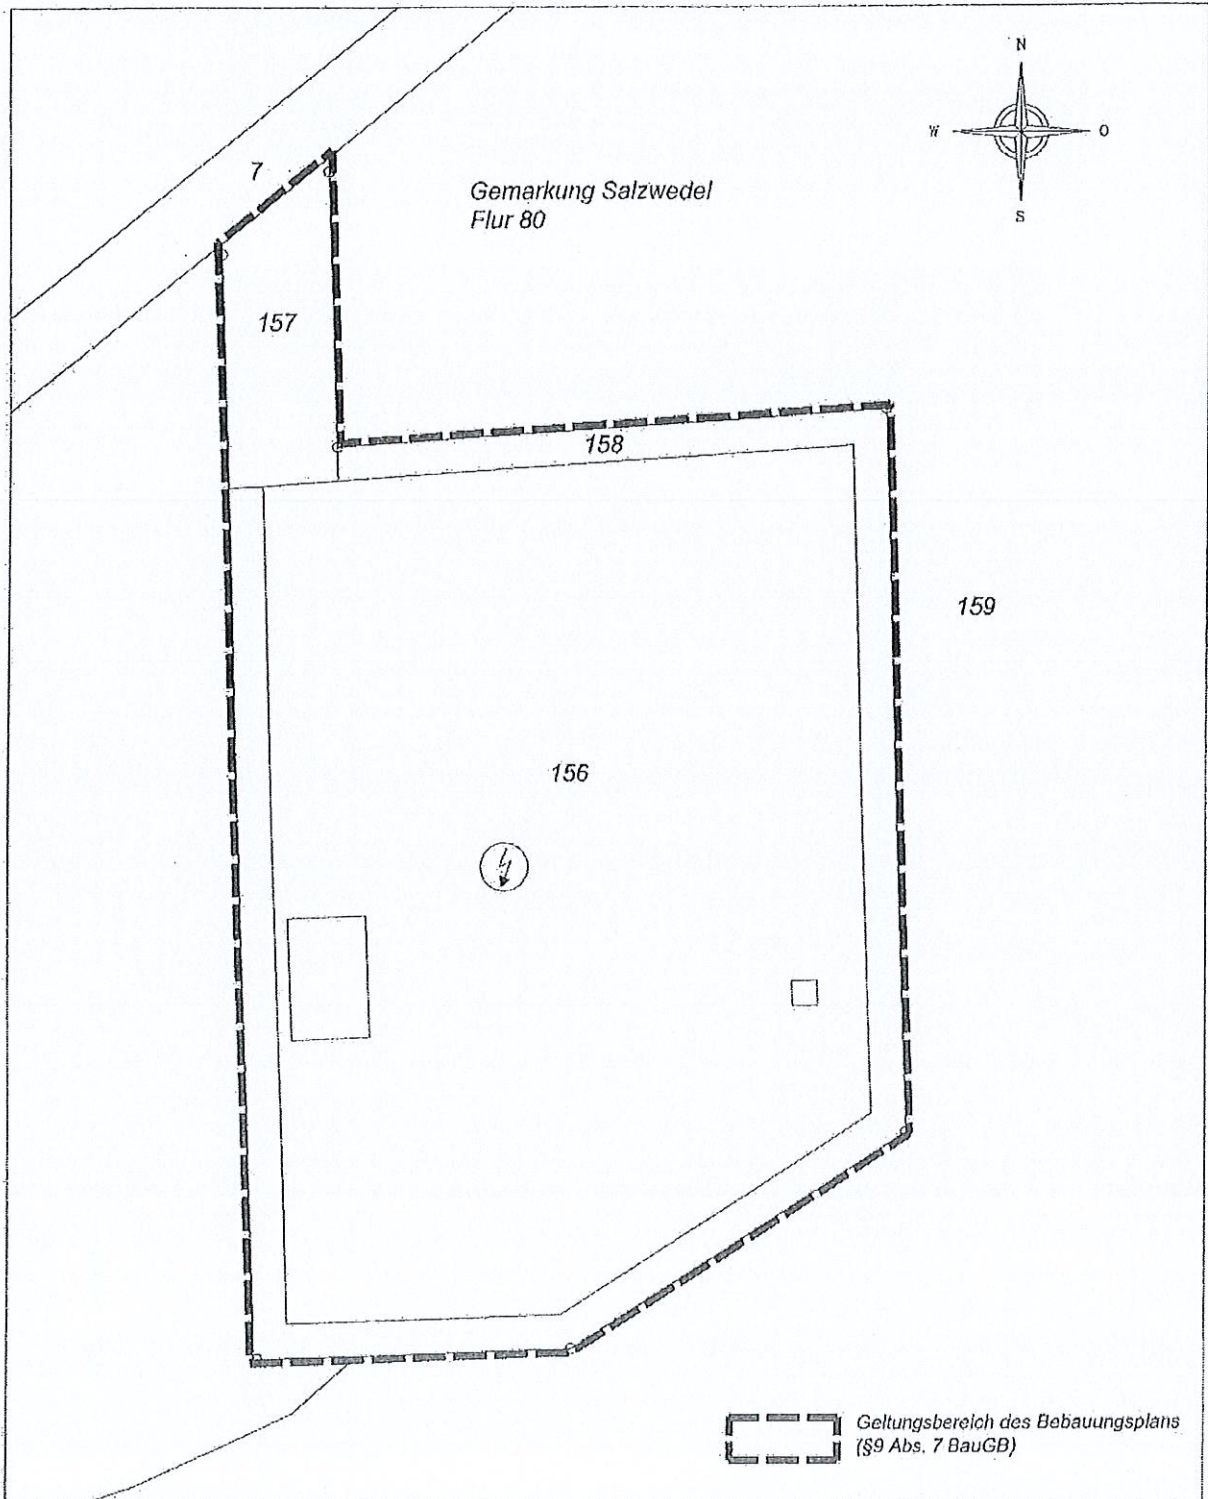 N
W O
S
7
Gemarkung Salzwedel
Flur 80
157
158
159
156
Geltungsbereich des Bebauungsplans
(§9 Abs. 7 BauGB)